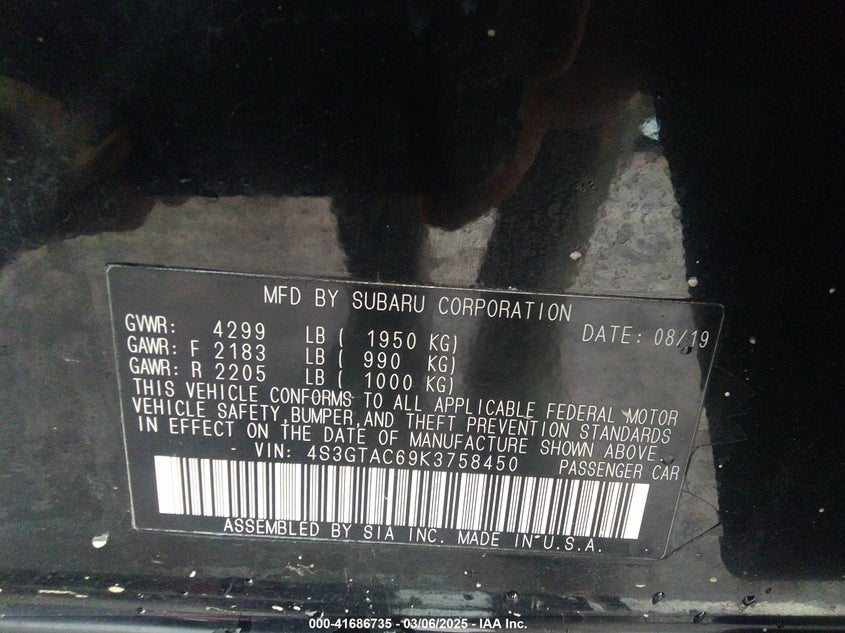 MFD BY SUBARU CORPORATION
GVWR: 4299 LB ( 1950 KG) DATE: 08/19
GAWR: F 2183 LB ( 990 KG)
GAWR: R 2205 LB ( 1000 KG)
THIS VEHICLE CONFORMS TO ALL APPLICABLE FEDERAL MOTOR
VEHICLE SAFETY, BUMPER, AND THEFT PREVENTION STANDARDS
IN EFFECT ON THE DATE OF MANUFACTURE SHOWN ABOVE.
VIN: 4S3GTAC69K3758450 PASSENGER CAR
ASSEMBLED BY SIA INC. MADE IN U.S.A.
000-41686735 - 03/06/2025 - IAA Inc.